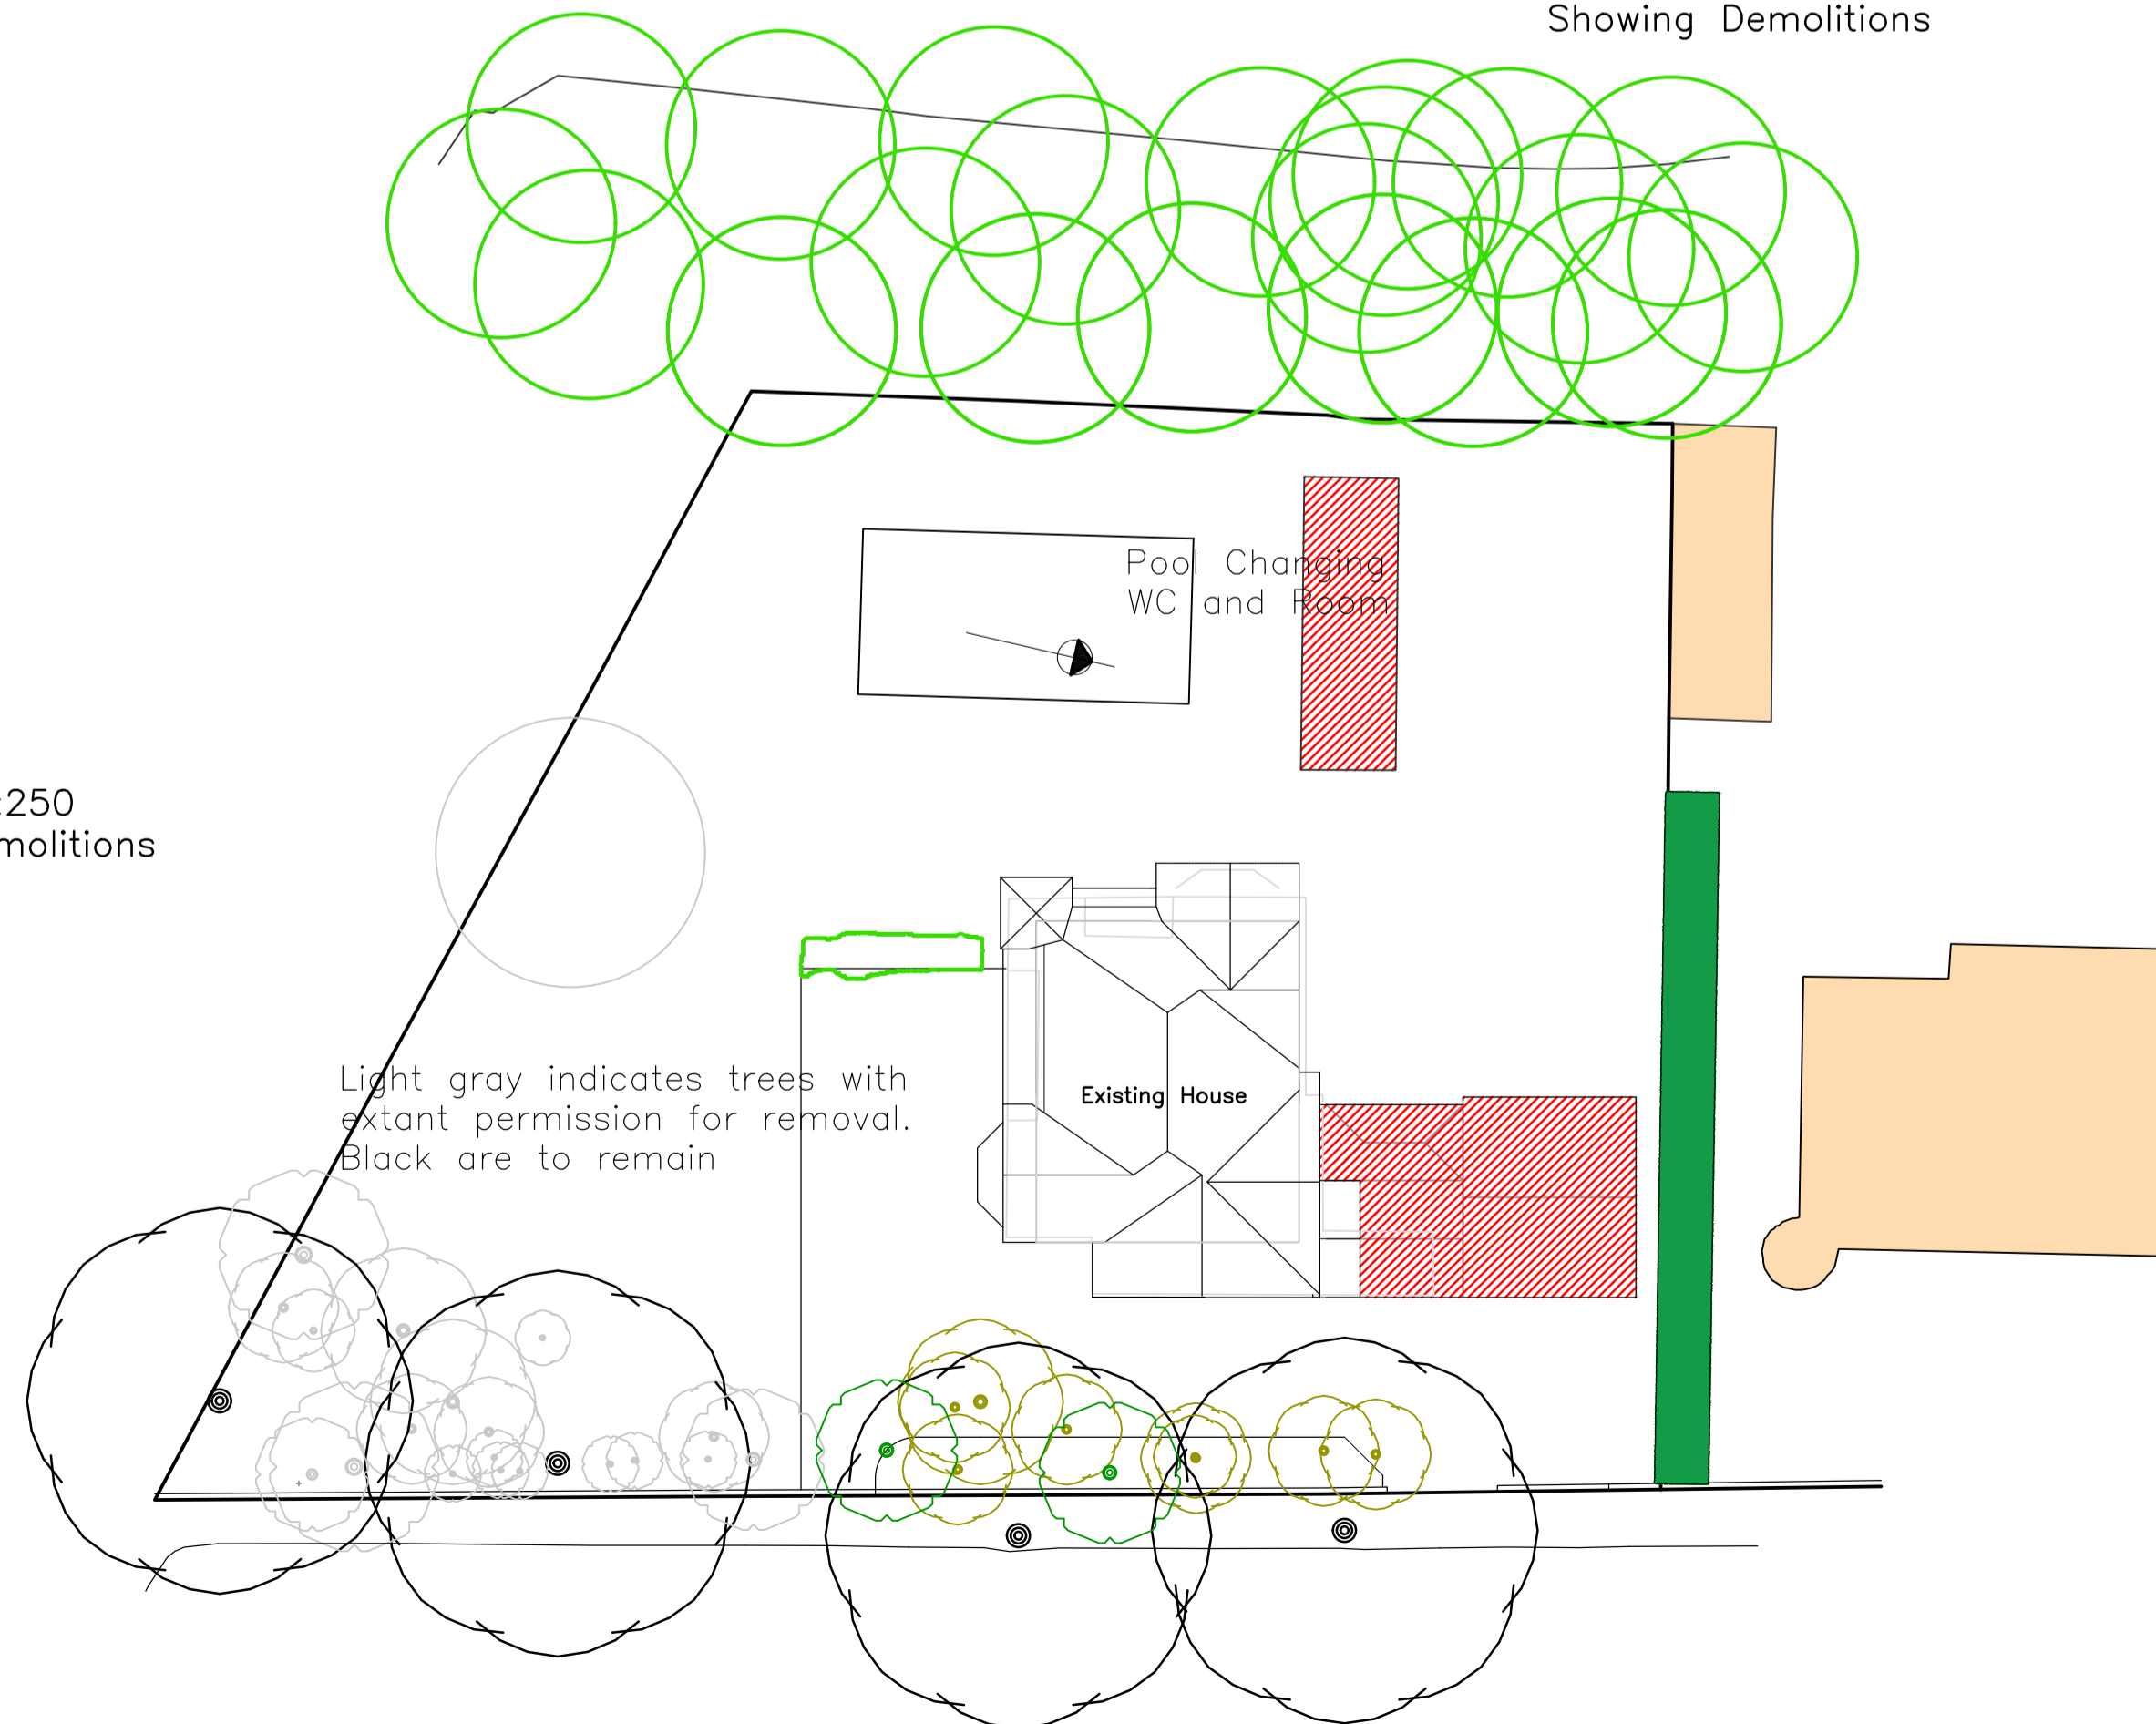 Showing Demolitions
Pool Changing
WC and Room
:250
molitions
Light gray indicates trees with
extant permission for removal.
Black are to remain
Existing House